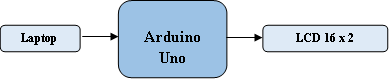 Laptop
Arduino
Uno
LCD 16 x 2